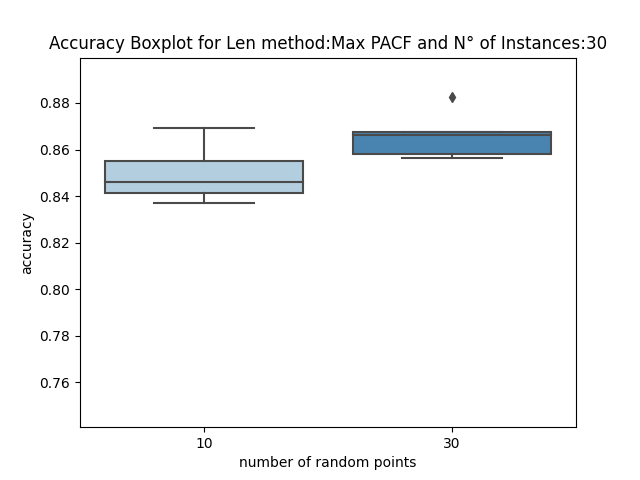 Accuracy Boxplot for Len method:Max PACF and N° of Instances:30
0.88
0.86
0.84
0.82
0.80
0.78
0.76
accuracy
10 30
number of random points